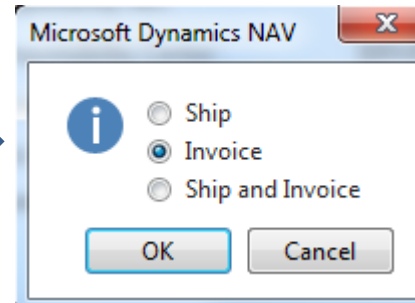 Microsoft Dynamics NAV
Ship
Invoice
Ship and Invoice
OK Cancel